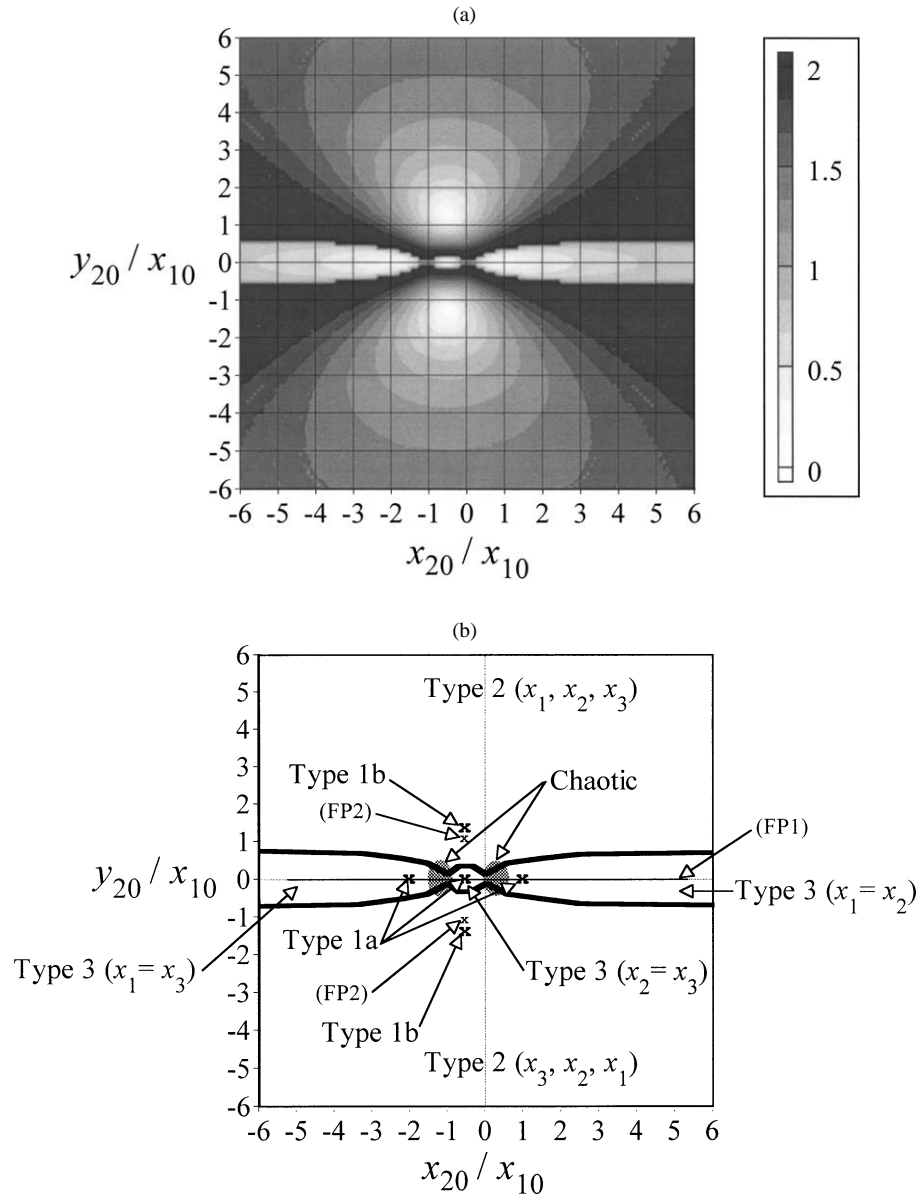 (a)
6
5
4
3
2
1
0
-1
-2
-3
-4
-5
-6
y20 / x10
-6 -5 -4 -3 -2 -1 0 1 2 3 4 5 6
x20 / x10
2
1.5
1
0.5
0
(b)
6
5
4
3
2
1
0
-1
-2
-3
-4
-5
-6
y20 / x10
Type 2 (x1, x2, x3)
Type 1b
Chaotic
(FP2)
(FP1)
Type 3 (x1= x2)
Type 1a
Type 3 (x1= x3)
Type 3 (x2= x3)
(FP2)
Type 1b
Type 2 (x3, x2, x1)
-6 -5 -4 -3 -2 -1 0 1 2 3 4 5 6
x20 / x10